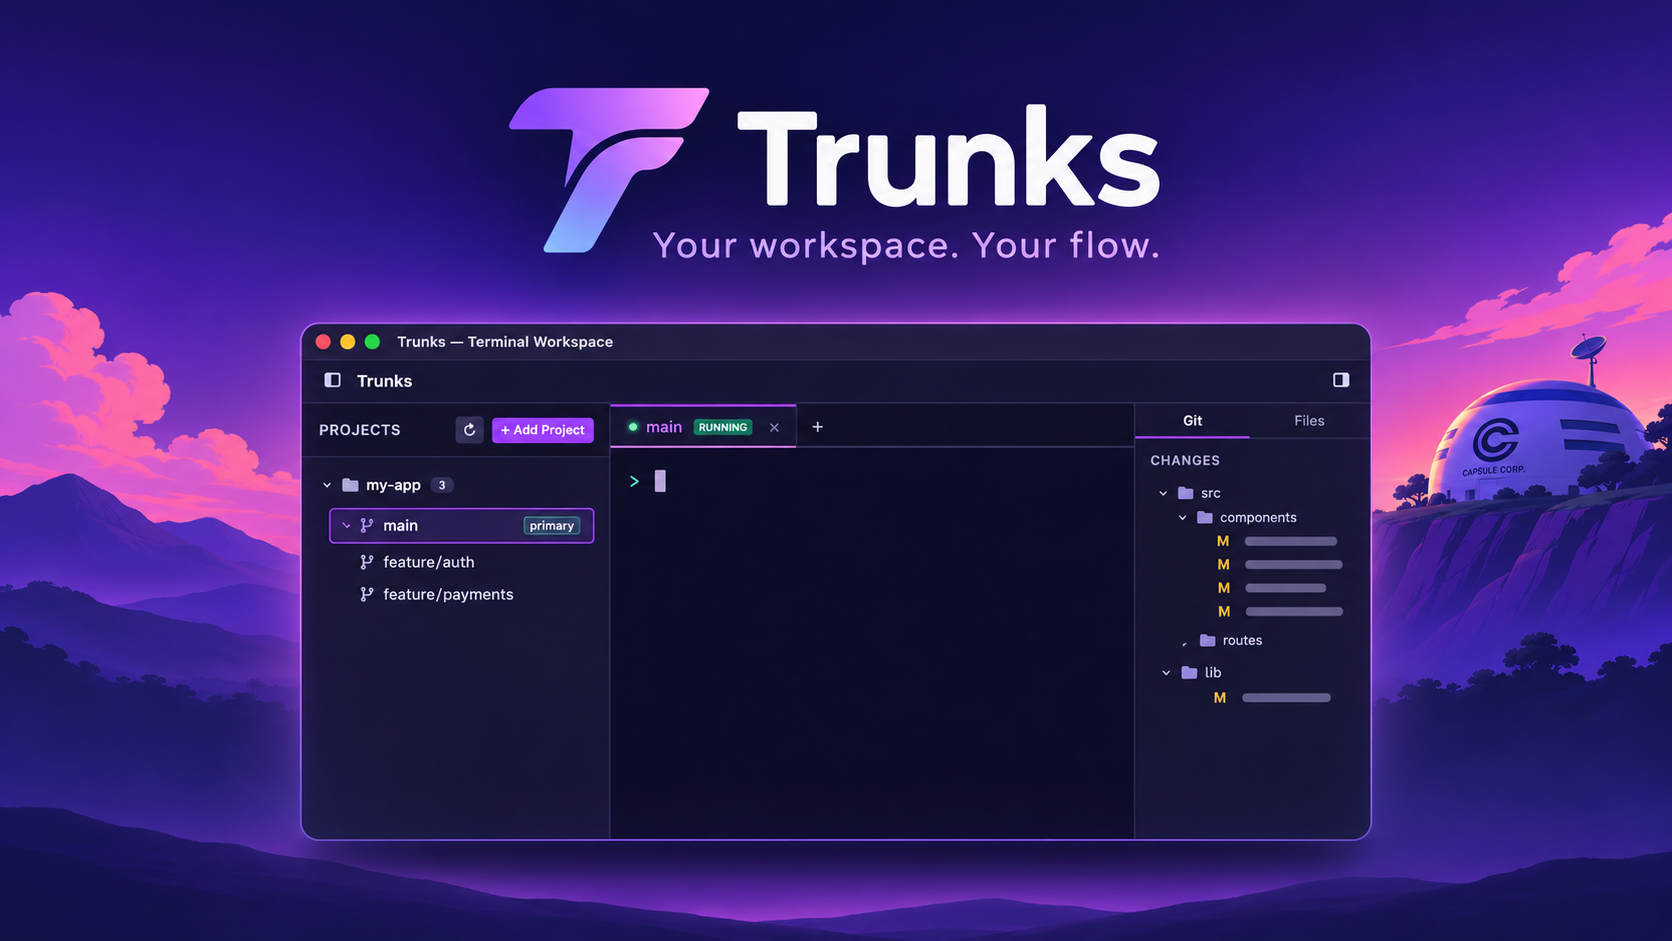 Trunks
Your workspace. Your flow.
Trunks — Terminal Workspace
Trunks
PROJECTS
+ Add Project
my-app 3
main primary
feature/auth
feature/payments
main RUNNING ×
+
>
Git Files
CHANGES
src
components
M
M
M
M
routes
lib
M
CAPSULE CORP.